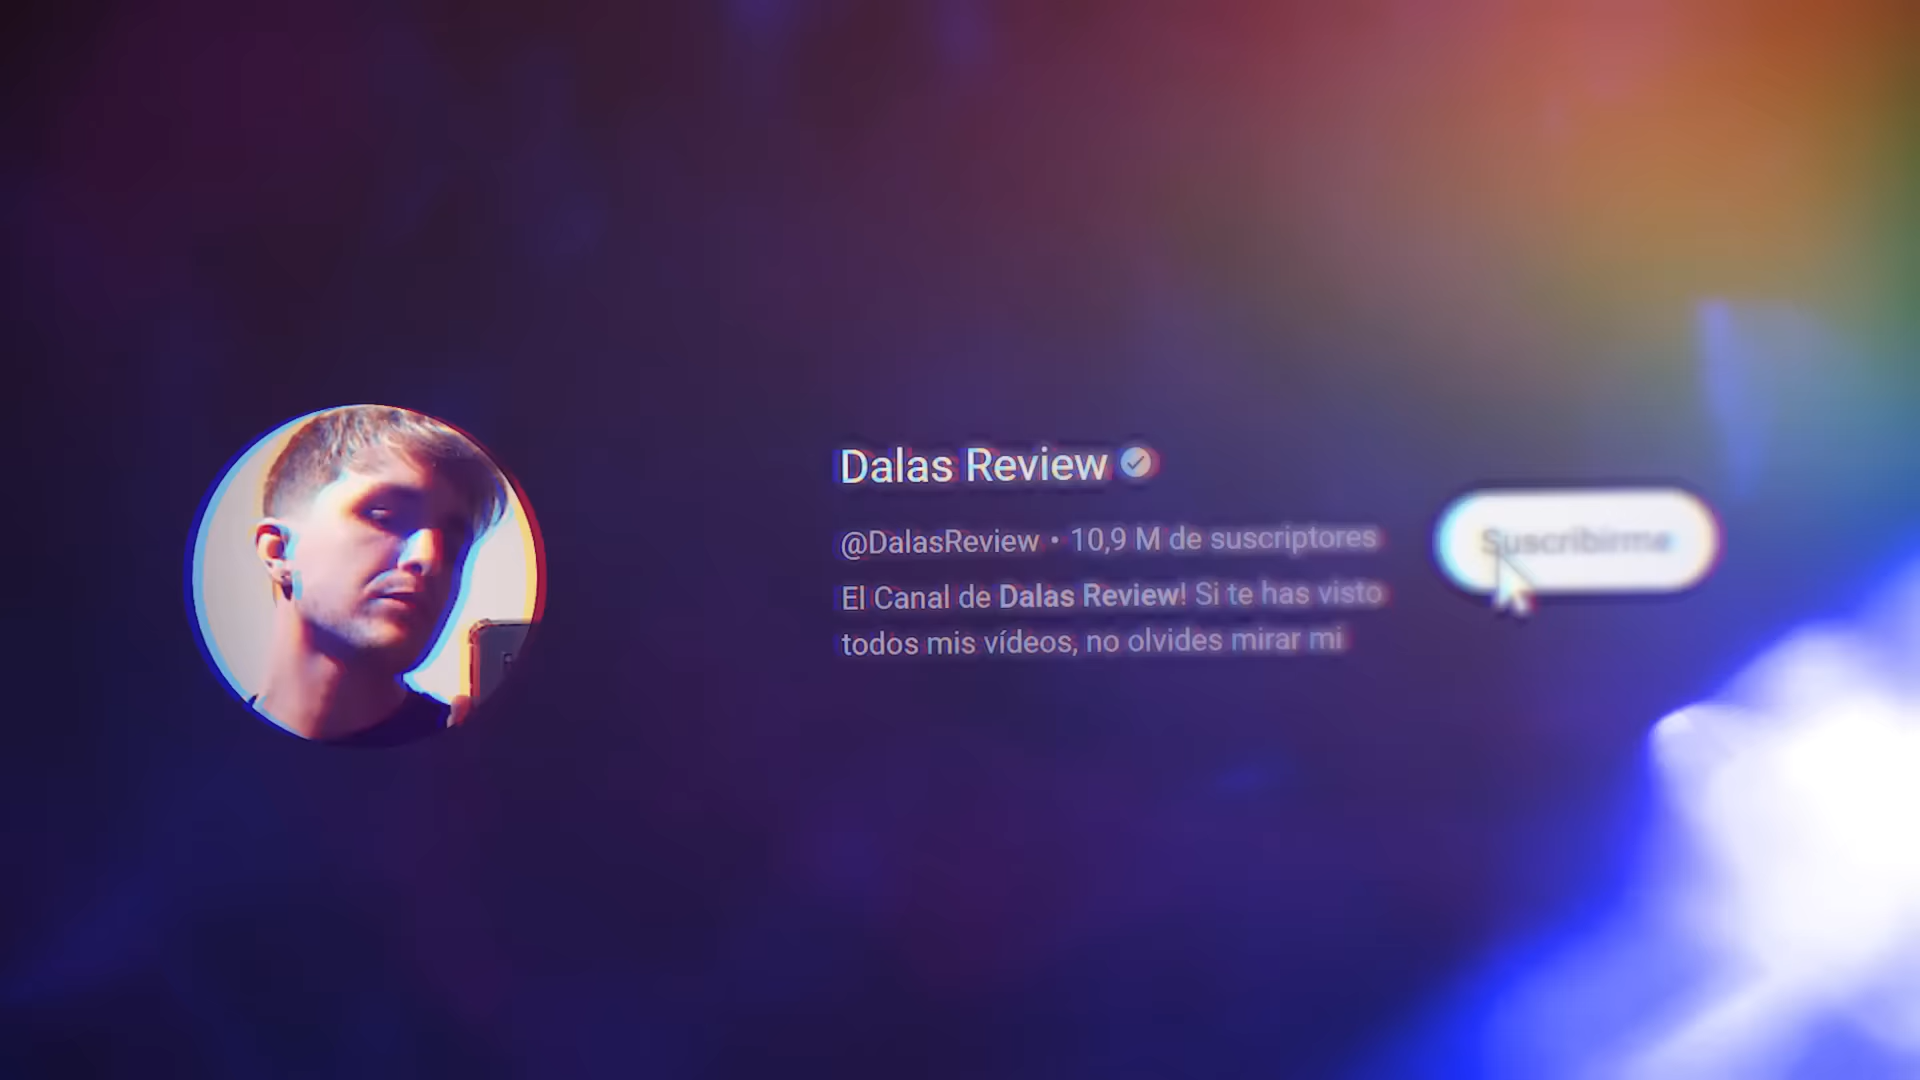 Dalas Review
@DalasReview • 10,9 M de suscriptores
El Canal de Dalas Review! Si te has visto
todos mis vídeos, no olvides mirar mi
Suscribirme